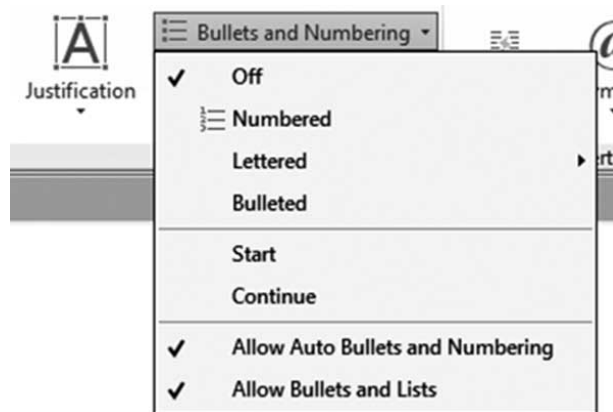 Bullets and Numbering
Justification
Off
Numbered
Lettered
Bulleted
Start
Continue
Allow Auto Bullets and Numbering
Allow Bullets and Lists